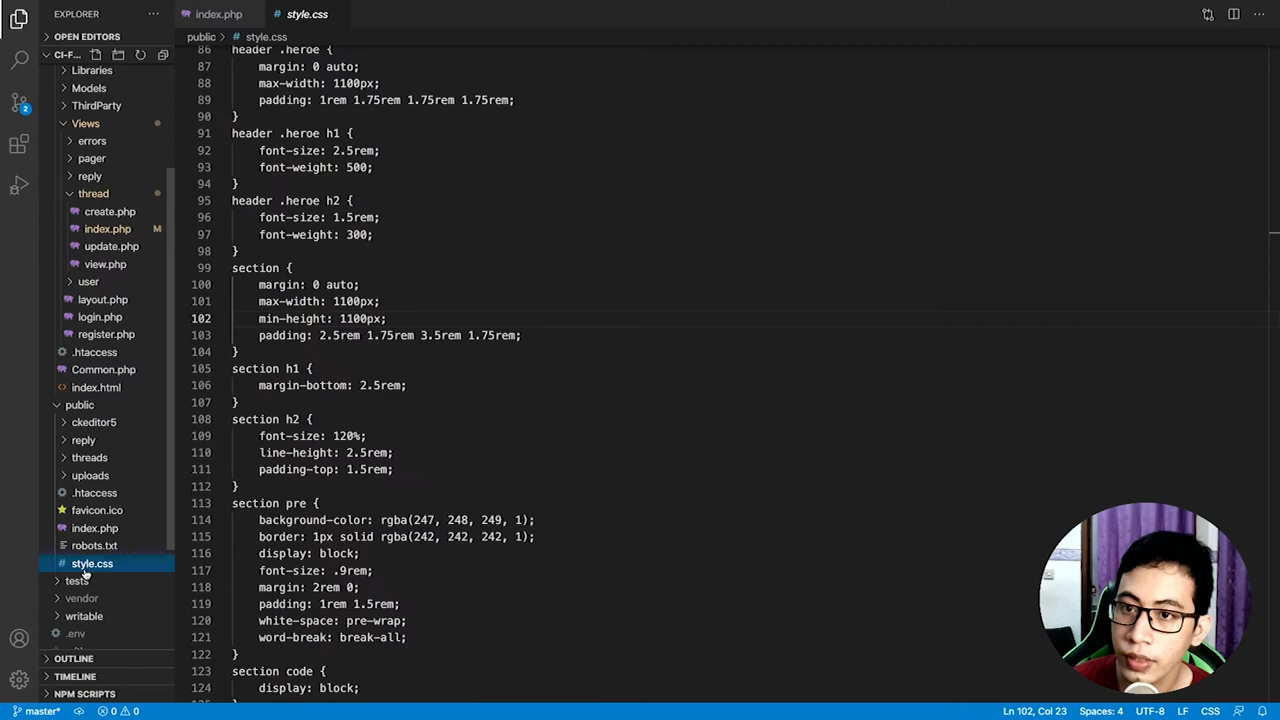 EXPLORER
index.php
style.css
OPEN EDITORS
public > style.css
CI-F...
Libraries
Models
ThirdParty
Views
errors
pager
reply
thread
create.php
index.php M
update.php
view.php
user
layout.php
login.php
register.php
.htaccess
Common.php
index.html
public
ckeditor5
reply
threads
uploads
.htaccess
favicon.ico
index.php
robots.txt
style.css
tests
vendor
writable
.env
OUTLINE
TIMELINE
NPM SCRIPTS
2
86 header .heroe {
87 margin: 0 auto;
88 max-width: 1100px;
89 padding: 1rem 1.75rem 1.75rem 1.75rem;
90 }
91 header .heroe h1 {
92 font-size: 2.5rem;
93 font-weight: 500;
94 }
95 header .heroe h2 {
96 font-size: 1.5rem;
97 font-weight: 300;
98 }
99 section {
100 margin: 0 auto;
101 max-width: 1100px;
102 min-height: 1100px;
103 padding: 2.5rem 1.75rem 3.5rem 1.75rem;
104 }
105 section h1 {
106 margin-bottom: 2.5rem;
107 }
108 section h2 {
109 font-size: 120%;
110 line-height: 2.5rem;
111 padding-top: 1.5rem;
112 }
113 section pre {
114 background-color: rgba(247, 248, 249, 1);
115 border: 1px solid rgba(242, 242, 242, 1);
116 display: block;
117 font-size: .9rem;
118 margin: 2rem 0;
119 padding: 1rem 1.5rem;
120 white-space: pre-wrap;
121 word-break: break-all;
122 }
123 section code {
124 display: block;
master* 0 0 Ln 102, Col 23 Spaces: 4 UTF-8 LF CSS